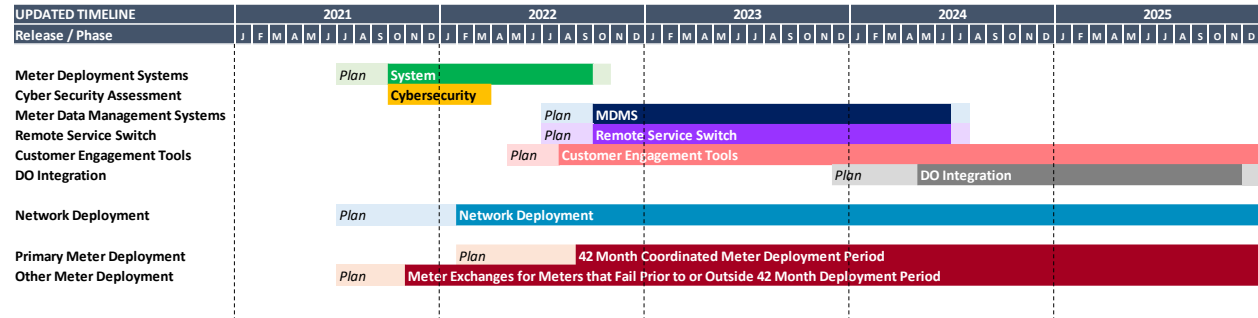 UPDATED TIMELINE 2021 2022 2023 2024 2025
Release / Phase J F M A M J J A S O N D J F M A M J J A S O N D J F M A M J J A S O N D J F M A M J J A S O N D J F M A M J J A S O N D
Meter Deployment Systems Plan System
Cyber Security Assessment Cybersecurity
Meter Data Management Systems Plan MDMS
Remote Service Switch Plan Remote Service Switch
Customer Engagement Tools Plan Customer Engagement Tools
DO Integration Plan DO Integration
Network Deployment Plan Network Deployment
Primary Meter Deployment Plan 42 Month Coordinated Meter Deployment Period
Other Meter Deployment Plan Meter Exchanges for Meters that Fail Prior to or Outside 42 Month Deployment Period